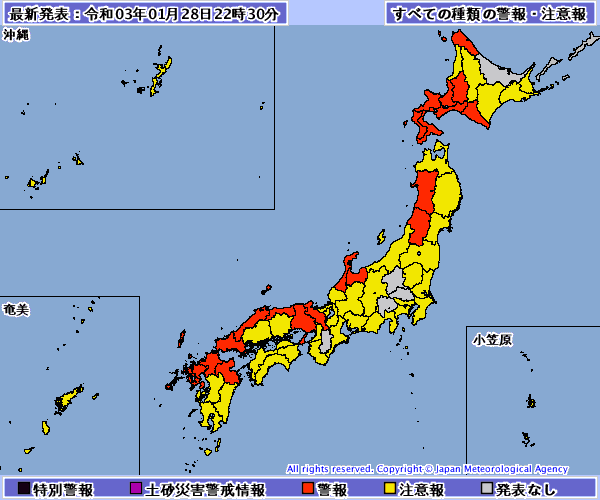 最新発表：令和03年01月28日22時30分
すべての種類の警報・注意報
沖縄
奄美
小笠原
All rights reserved. Copyright © Japan Meteorological Agency
特別警報
土砂災害警戒情報
警報
注意報
発表なし